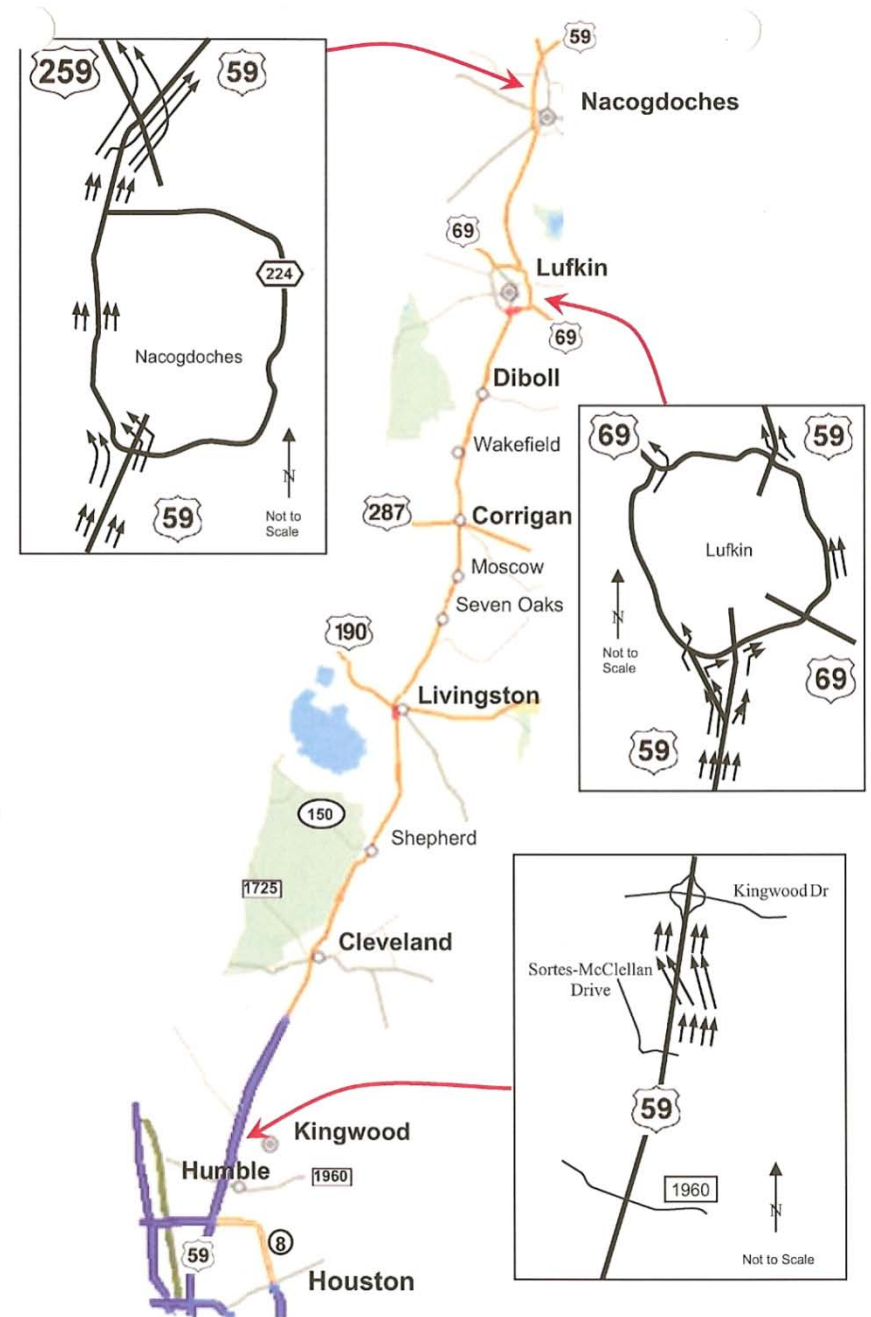 259
59
224
Nacogdoches
59
N
Not to
Scale
59
Nacogdoches
69
Lufkin
69
Diboll
Wakefield
287
Corrigan
Moscow
Seven Oaks
190
Livingston
150
Shepherd
1725
Cleveland
Kingwood
Humble
1960
59
8
Houston
69
59
Lufkin
N
Not to
Scale
69
59
Kingwood Dr
Sortes-McClellan
Drive
59
1960
N
Not to Scale